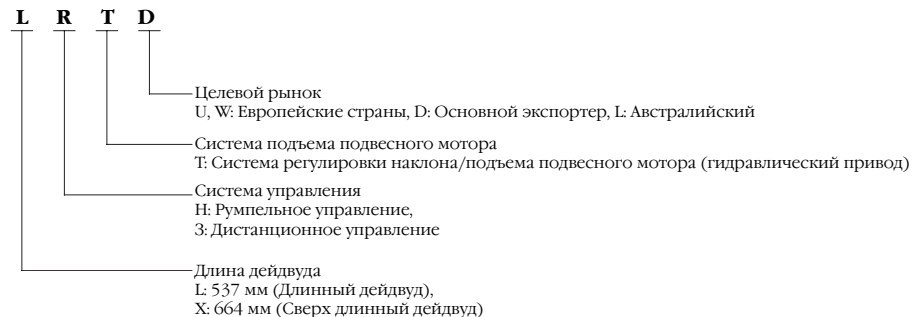 L R T D
Целевой рынок
U, W: Европейские страны, D: Основной экспортер, L: Австралийский
Система подъема подвесного мотора
T: Система регулировки наклона/подъема подвесного мотора (гидравлический привод)
Система управления
H: Румпельное управление,
З: Дистанционное управление
Длина дейдвуда
L: 537 мм (Длинный дейдвуд),
X: 664 мм (Сверх длинный дейдвуд)